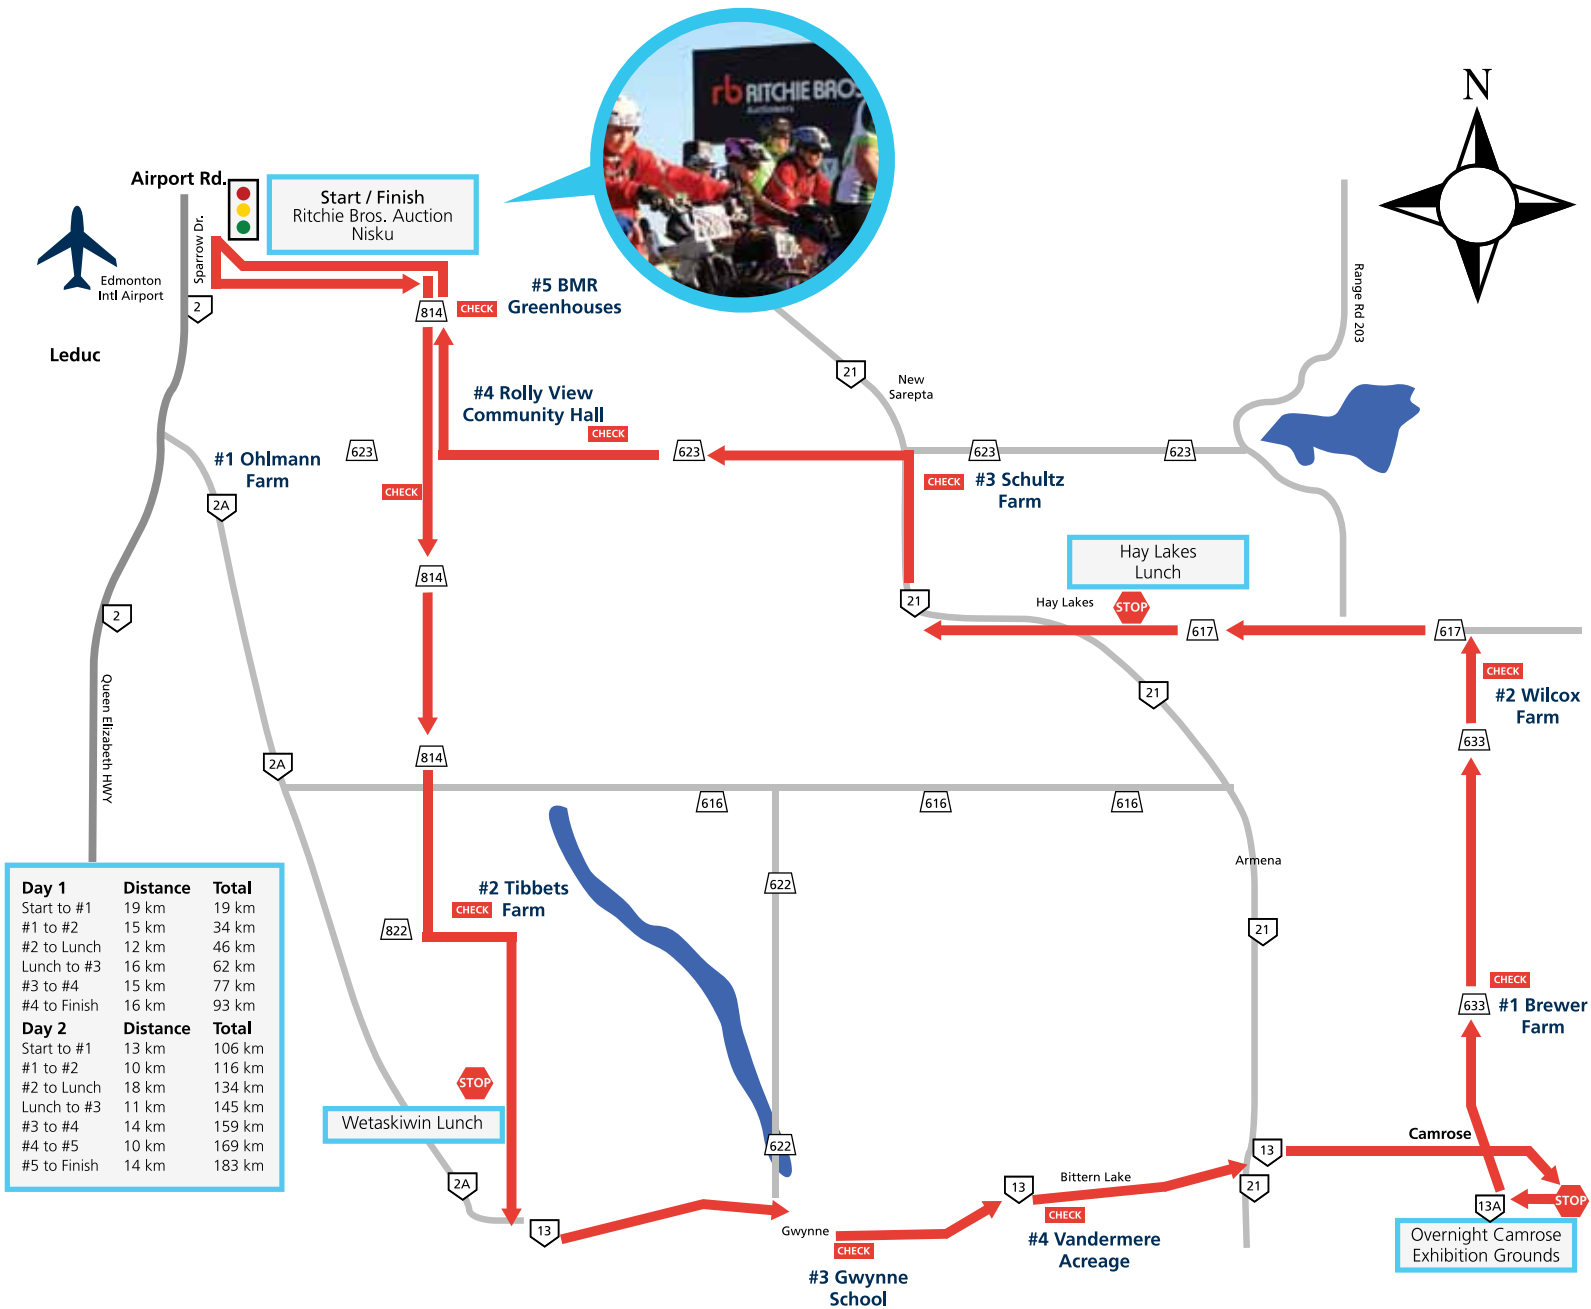 rb RITCHIE BROS
Auctioneers
N
Airport Rd.
Start / Finish
Ritchie Bros. Auction
Nisku
Sparrow Dr.
Edmonton
Intl Airport
2
Leduc
814
CHECK
#5 BMR
Greenhouses
21
New
Sarepta
Range Rd 203
#4 Rolly View
Community Hall
CHECK
623
623
623
623
#1 Ohlmann
Farm
CHECK
2A
CHECK
#3 Schultz
Farm
Hay Lakes
Lunch
814
21
Hay Lakes
STOP
617
617
2
CHECK
#2 Wilcox
Farm
21
Queen Elizabeth HWY
633
814
2A
616
616
616
Armena
622
#2 Tibbets
Farm
CHECK
822
21
CHECK
633
#1 Brewer
Farm
Day 1 Distance Total
Start to #1 19 km 19 km
#1 to #2 15 km 34 km
#2 to Lunch 12 km 46 km
Lunch to #3 16 km 62 km
#3 to #4 15 km 77 km
#4 to Finish 16 km 93 km
Day 2 Distance Total
Start to #1 13 km 106 km
#1 to #2 10 km 116 km
#2 to Lunch 18 km 134 km
Lunch to #3 11 km 145 km
#3 to #4 14 km 159 km
#4 to #5 10 km 169 km
#5 to Finish 14 km 183 km
STOP
Wetaskiwin Lunch
622
Camrose
13
2A
13
Bittern Lake
21
13A
STOP
CHECK
#4 Vandermere
Acreage
13
Gwynne
CHECK
#3 Gwynne
School
Overnight Camrose
Exhibition Grounds